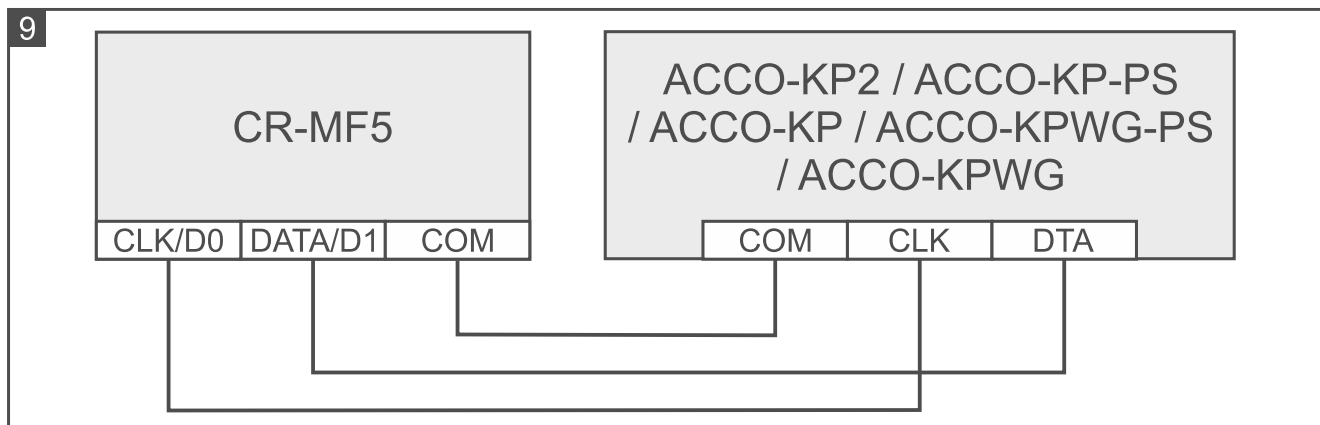 9
CR-MF5
CLK/D0 DATA/D1 COM
ACCO-KP2 / ACCO-KP-PS
/ ACCO-KP / ACCO-KPWG-PS
/ ACCO-KPWG
COM CLK DTA